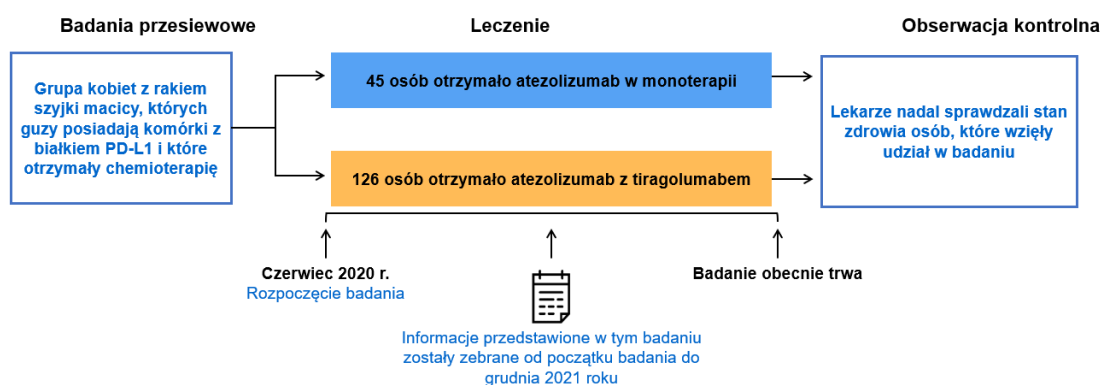 Badania przesiewowe
Leczenie
Obserwacja kontrolna
Grupa kobiet z rakiem
szyjki macicy, których
guzy posiadają komórki z
białkiem PD-L1 i które
otrzymały chemioterapię
45 osób otrzymało atezolizumab w monoterapii
126 osób otrzymało atezolizumab z tiragolumabem
Lekarze nadal sprawdzali stan
zdrowia osób, które wzięły
udział w badaniu
Czerwiec 2020 r.
Rozpoczęcie badania
Badanie obecnie trwa
Informacje przedstawione w tym badaniu
zostały zebrane od początku badania do
grudnia 2021 roku